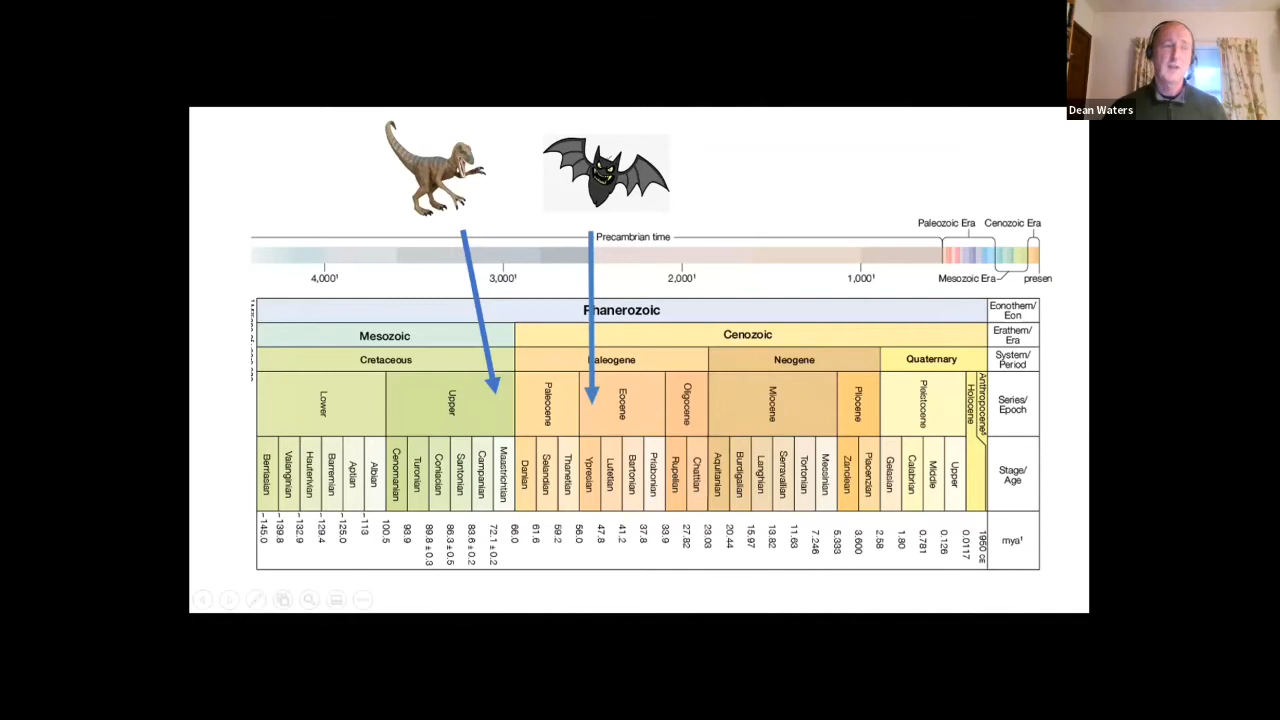 Dean Waters
Paleozoic Era Cenozoic Era
Precambrian time
4,000¹ 3,000¹ 2,000¹ 1,000¹ Mesozoic Era presen
Phanerozoic Eonothem/
Eon
Mesozoic Cenozoic Erathem/
Era
Cretaceous Paleogene Neogene Quaternary System/
Period
Lower Upper Paleocene Eocene Oligocene Miocene Pliocene Pleistocene Holocene Anthropocene⁵ Series/
Epoch
Berriasian Valanginian Hauterivian Barremian Aptian Albian Cenomanian Turonian Coniacian Santonian Campanian Maastrichtian Danian Selandian Thanetian Ypresian Lutetian Bartonian Priabonian Rupelian Chattian Aquitanian Burdigalian Langhian Serravallian Tortonian Messinian Zanclean Piacenzian Gelasian Calabrian Middle Upper Stage/
Age
~145.0 ~139.8 ~132.9 ~129.4 ~125.0 ~113 100.5 93.9 89.8 ± 0.3 86.3 ± 0.5 83.6 ± 0.2 72.1 ± 0.2 66.0 61.6 59.2 56.0 47.8 41.2 37.8 33.9 27.82 23.03 20.44 15.97 13.82 11.63 7.246 5.333 3.600 2.58 1.80 0.781 0.126 0.0117 1950 CE mya¹